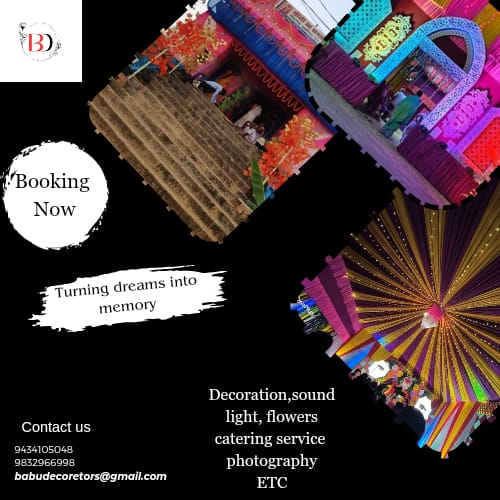 BD
Booking
Now
Turning dreams into
memory
Contact us
9434105048
9832966998
babudecoretors@gmail.com
Decoration,sound
light, flowers
catering service
photography
ETC